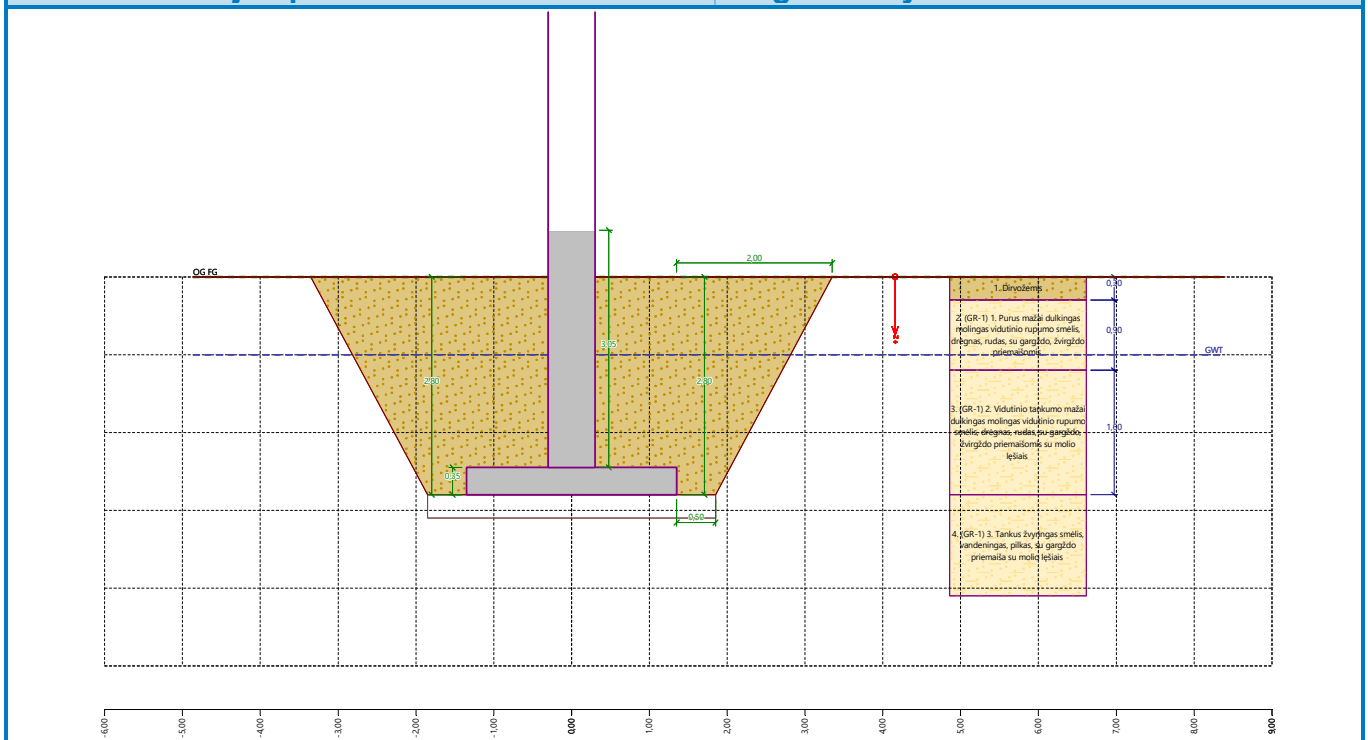 2,00
OG FG
0,30
1. Dirvožemis
2. (GR-1) 1. Purus mažai dulkingas
molingas vidutinio rupumo smėlis,
drėgnas, rudas, su gargždo, žvirgždo
priemaišomis
0,90
3,05
GWT
2,80
2,80
3. (GR-1) 2. Vidutinio tankumo mažai
dulkingas molingas vidutinio rupumo
smėlis, drėgnas, rudas, su gargždo,
žvirgždo priemaišomis su molio
lęšiais
0,35
0,50
4. (GR-1) 3. Tankus žvyringas smėlis,
vandeningas, pilkas, su gargždo
priemaiša su molio lęšiais
-6,00
-5,00
-4,00
-3,00
-2,00
-1,00
0,00
1,00
2,00
3,00
4,00
5,00
6,00
7,00
8,00
9,00